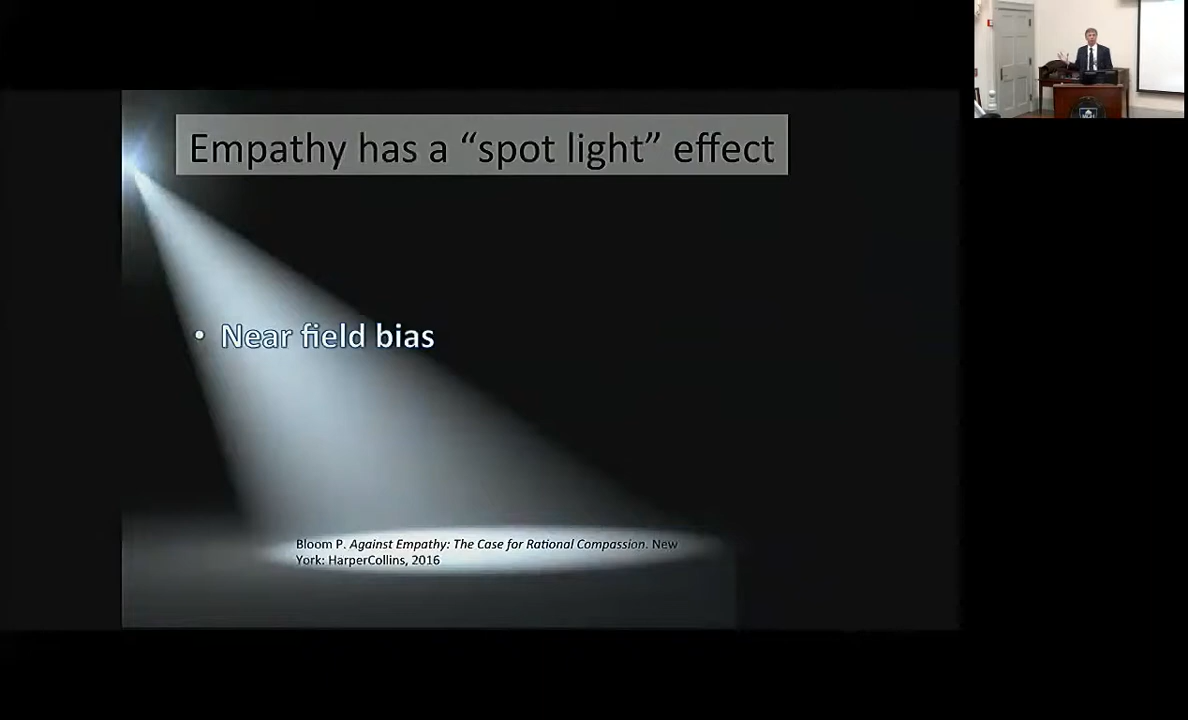 Empathy has a “spot light” effect
• Near field bias
Bloom P. Against Empathy: The Case for Rational Compassion. New
York: HarperCollins, 2016